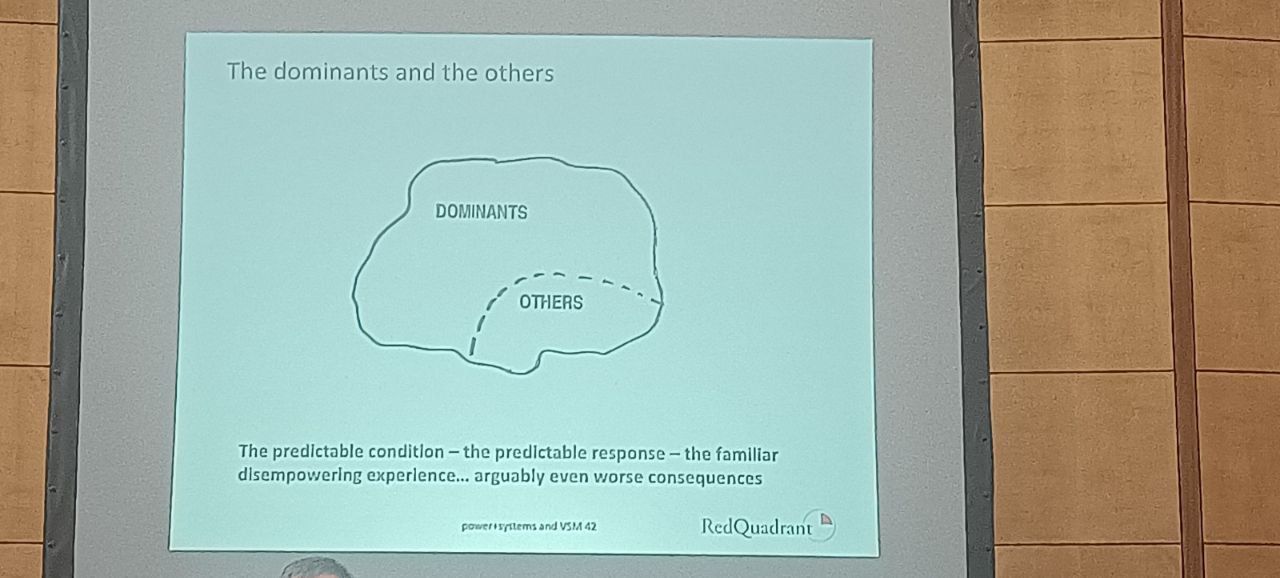 The dominants and the others
DOMINANTS
OTHERS
The predictable condition – the predictable response – the familiar
disempowering experience... arguably even worse consequences
power+systems and VSM 42
RedQuadrant